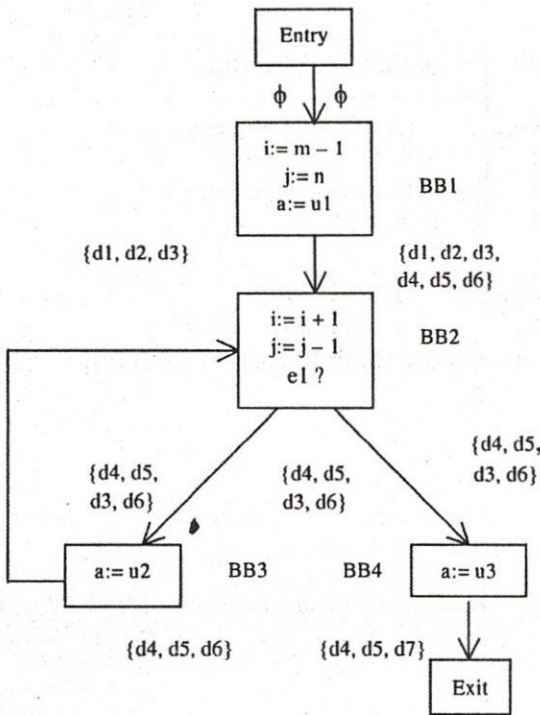 Entry
ϕ ϕ
i:= m – 1
j:= n
a:= u1
BB1
{d1, d2, d3}
{d1, d2, d3,
d4, d5, d6}
i:= i + 1
j:= j – 1
e1 ?
BB2
{d4, d5,
d3, d6}
{d4, d5,
d3, d6}
{d4, d5,
d3, d6}
a:= u2
BB3
BB4
a:= u3
{d4, d5, d6}
{d4, d5, d7}
Exit